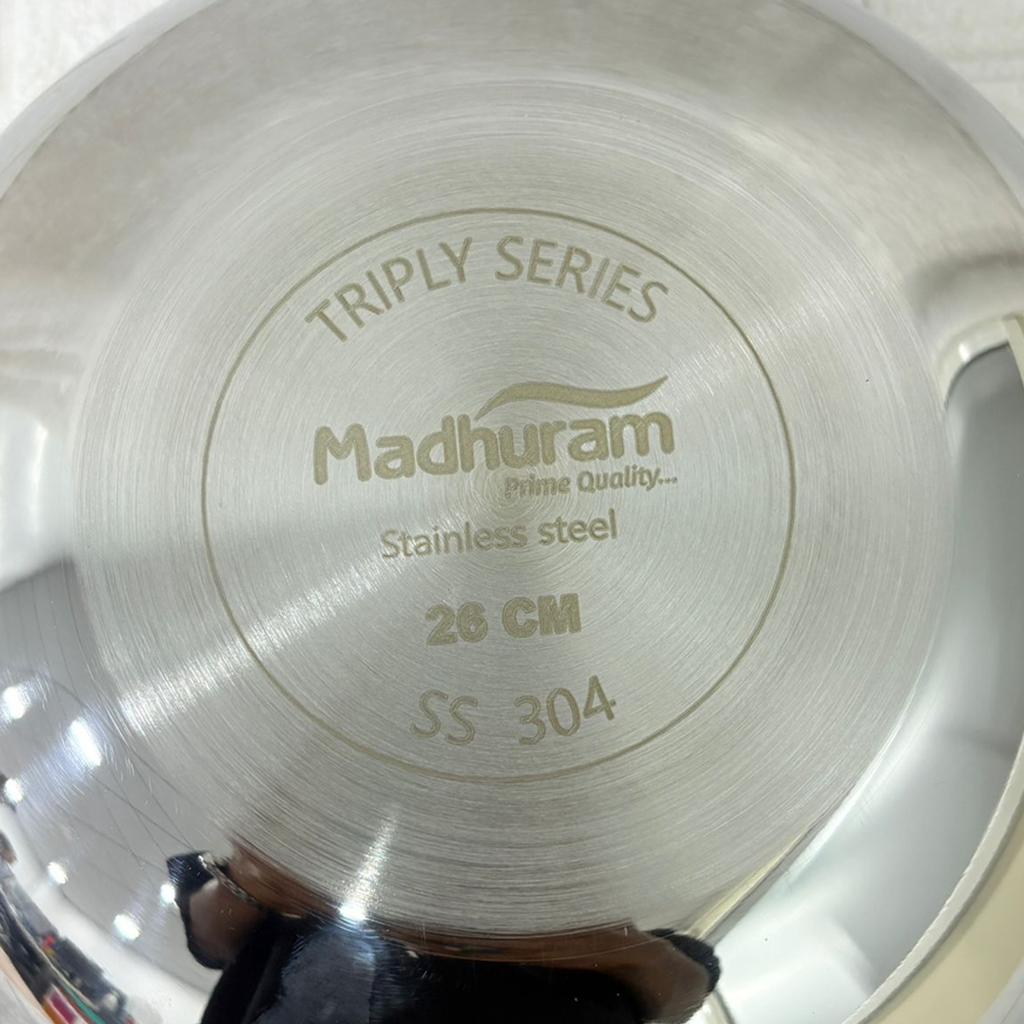 TRIPLY SERIES
Madhuram
Prime Quality...
Stainless steel
26 CM
SS 304